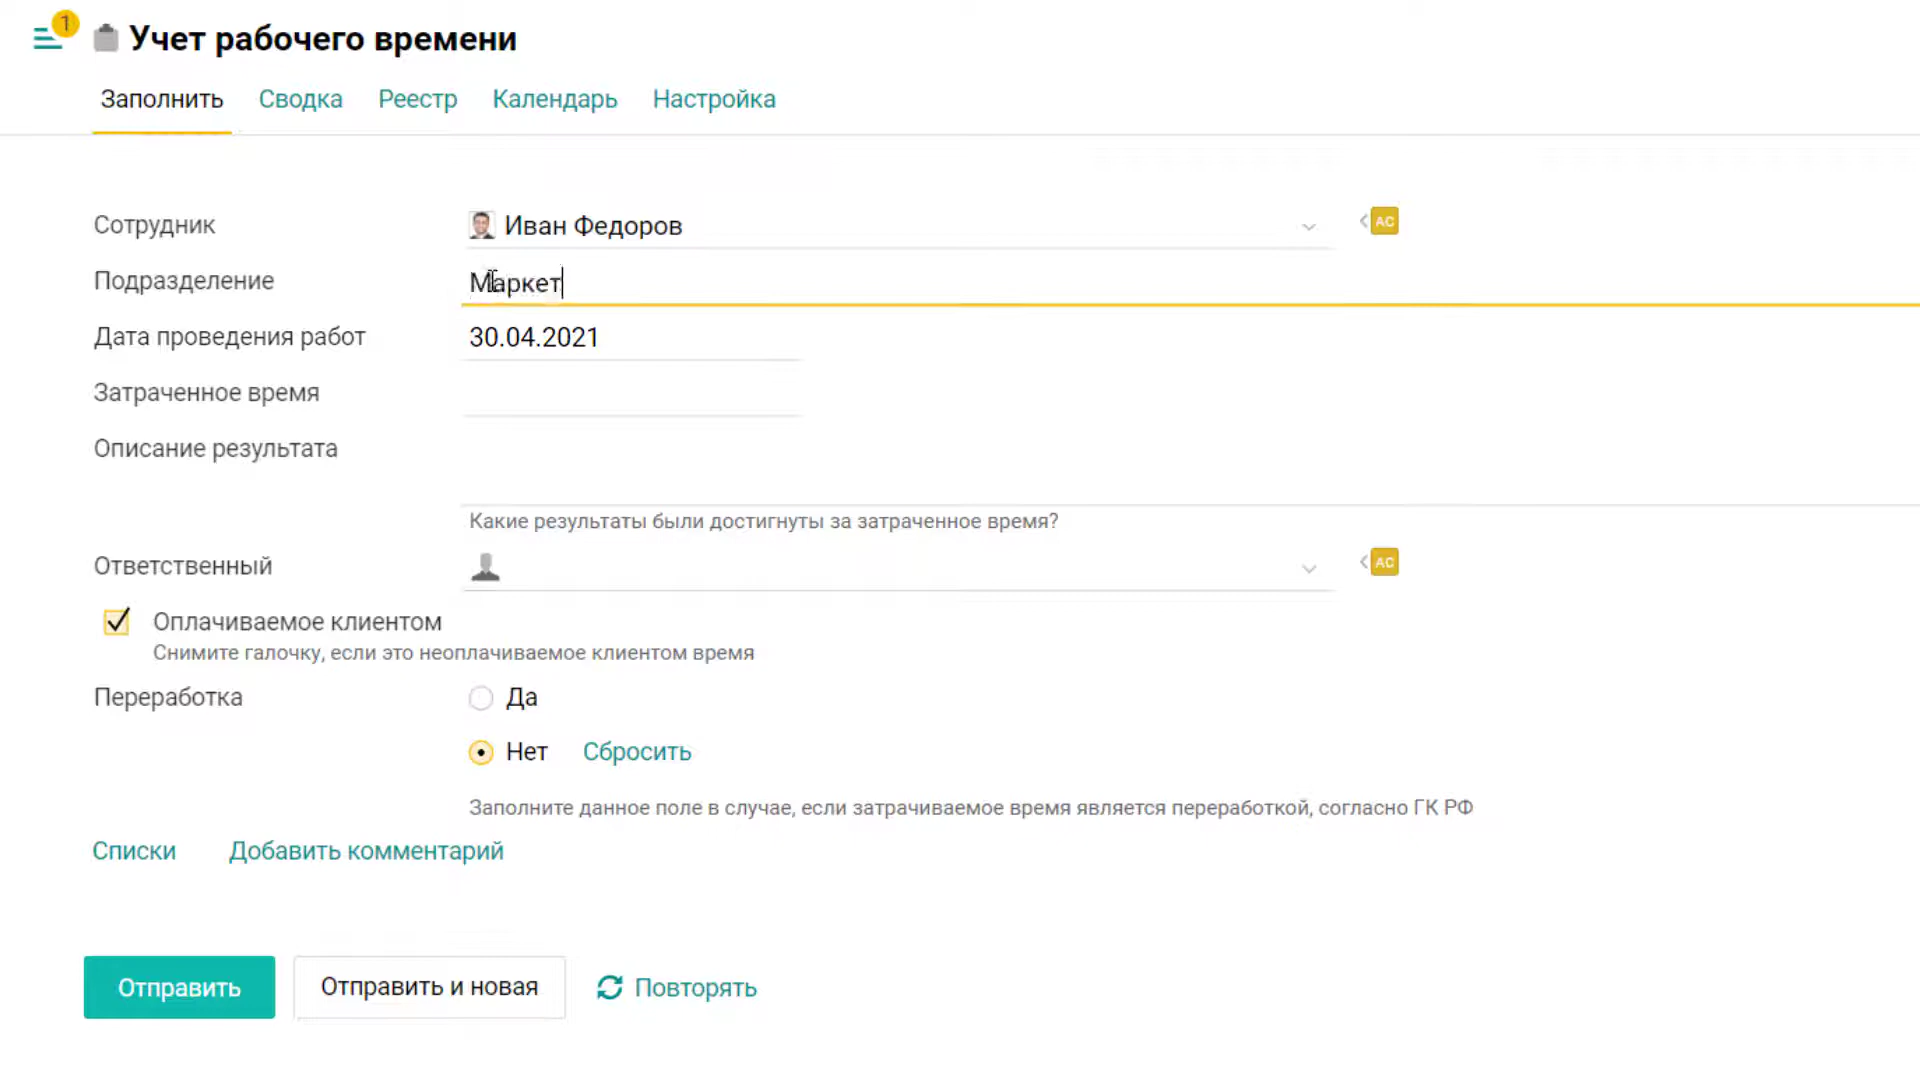 1
Учет рабочего времени
Заполнить Сводка Реестр Календарь Настройка
Сотрудник Иван Федоров AC
Подразделение Маркет
Дата проведения работ 30.04.2021
Затраченное время
Описание результата
Какие результаты были достигнуты за затраченное время?
Ответственный AC
Оплачиваемое клиентом
Снимите галочку, если это неоплачиваемое клиентом время
Переработка Да
Нет Сбросить
Заполните данное поле в случае, если затрачиваемое время является переработкой, согласно ГК РФ
Списки Добавить комментарий
Отправить Отправить и новая Повторять